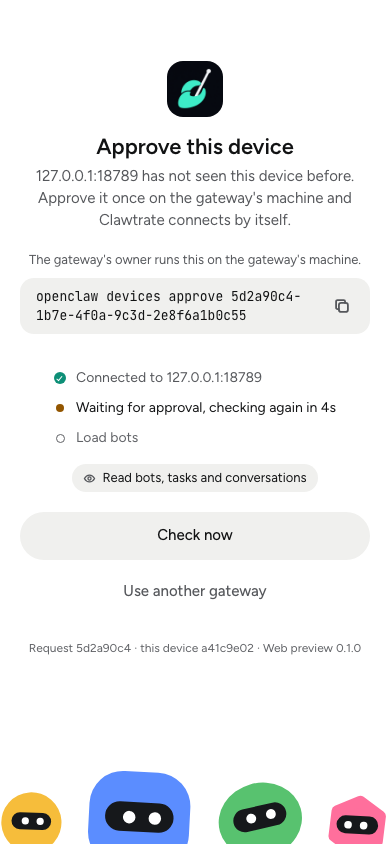 Approve this device
127.0.0.1:18789 has not seen this device before.
Approve it once on the gateway's machine and
Clawtrate connects by itself.
The gateway's owner runs this on the gateway's machine.
openclaw devices approve 5d2a90c4-
1b7e-4f0a-9c3d-2e8f6a1b0c55
Connected to 127.0.0.1:18789
Waiting for approval, checking again in 4s
Load bots
Read bots, tasks and conversations
Check now
Use another gateway
Request 5d2a90c4 · this device a41c9e02 · Web preview 0.1.0